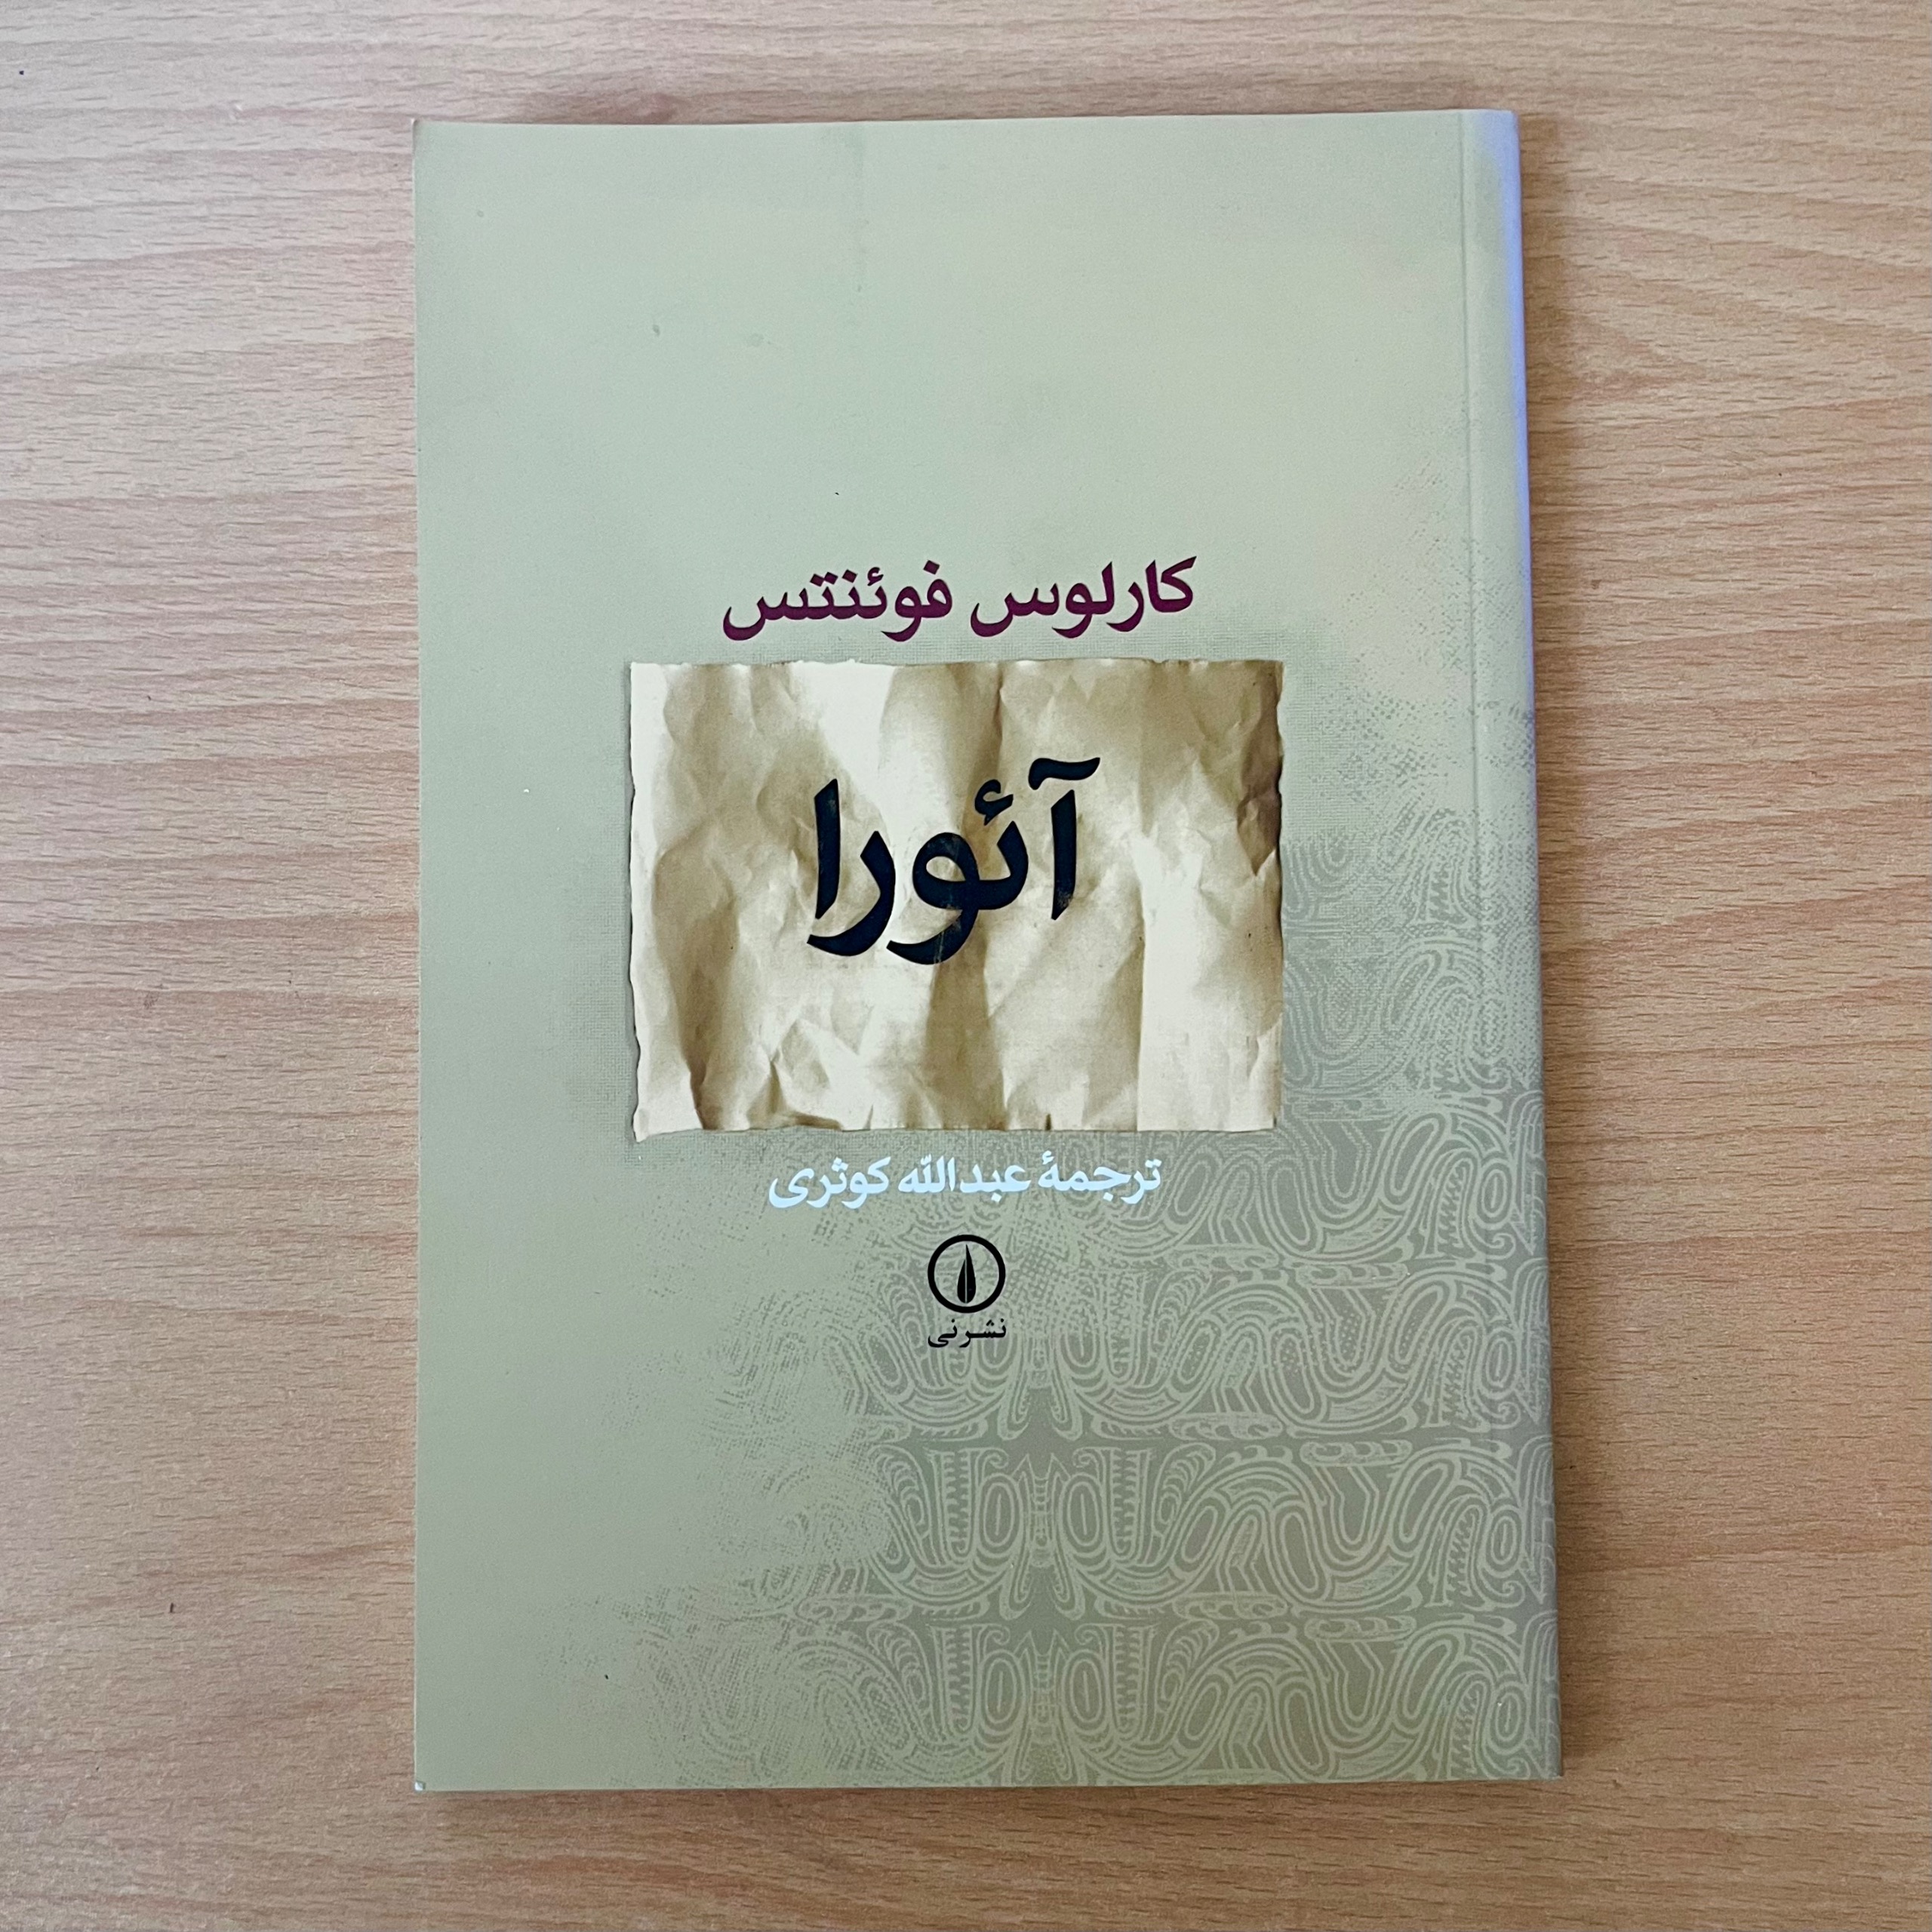 کارلوس فوئنتس
آئورا
ترجمهٔ عبدالله کوثری
نشرنی